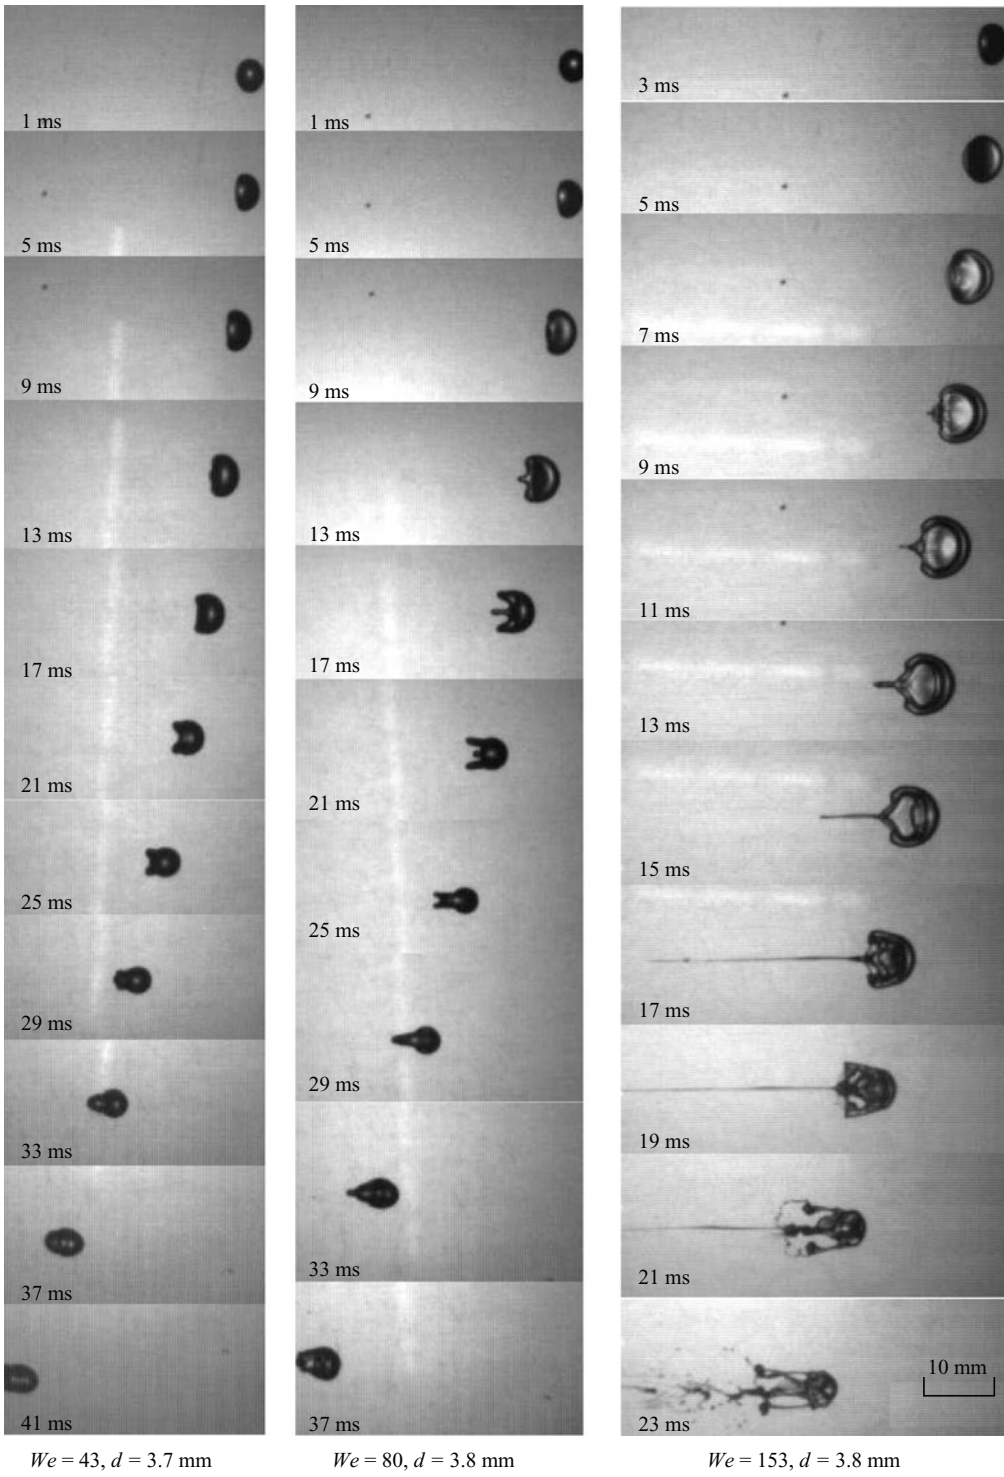 1 ms
5 ms
9 ms
13 ms
17 ms
21 ms
25 ms
29 ms
33 ms
37 ms
41 ms
We = 43, d = 3.7 mm
1 ms
5 ms
9 ms
13 ms
17 ms
21 ms
25 ms
29 ms
33 ms
37 ms
We = 80, d = 3.8 mm
3 ms
5 ms
7 ms
9 ms
11 ms
13 ms
15 ms
17 ms
19 ms
21 ms
10 mm
23 ms
We = 153, d = 3.8 mm